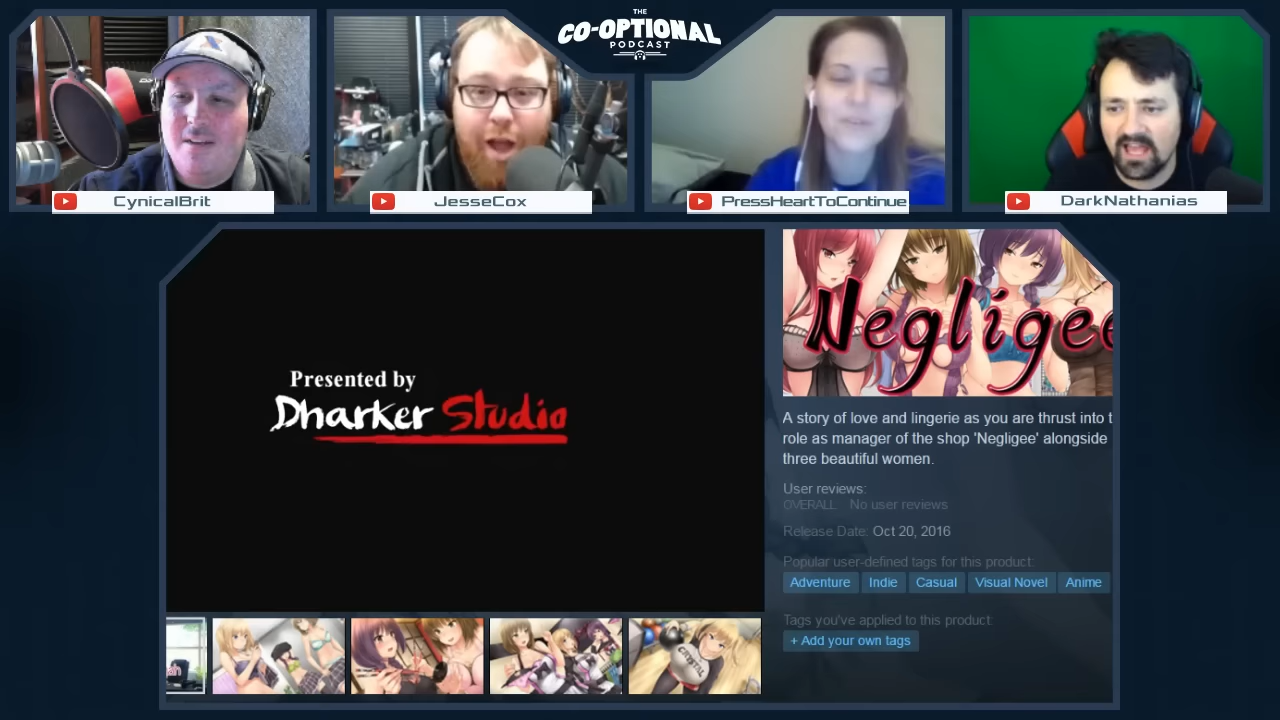 THE
CO-OPTIONAL
PODCAST
CynicalBrit
JesseCox
PressHeartToContinue
DarkNathanias
Presented by
Dharker Studio
Negligee
A story of love and lingerie as you are thrust into t
role as manager of the shop 'Negligee' alongside
three beautiful women.
User reviews:
OVERALL No user reviews
Release Date: Oct 20, 2016
Popular user-defined tags for this product:
Adventure Indie Casual Visual Novel Anime
Tags you've applied to this product
+ Add your own tags
CRYSTAL